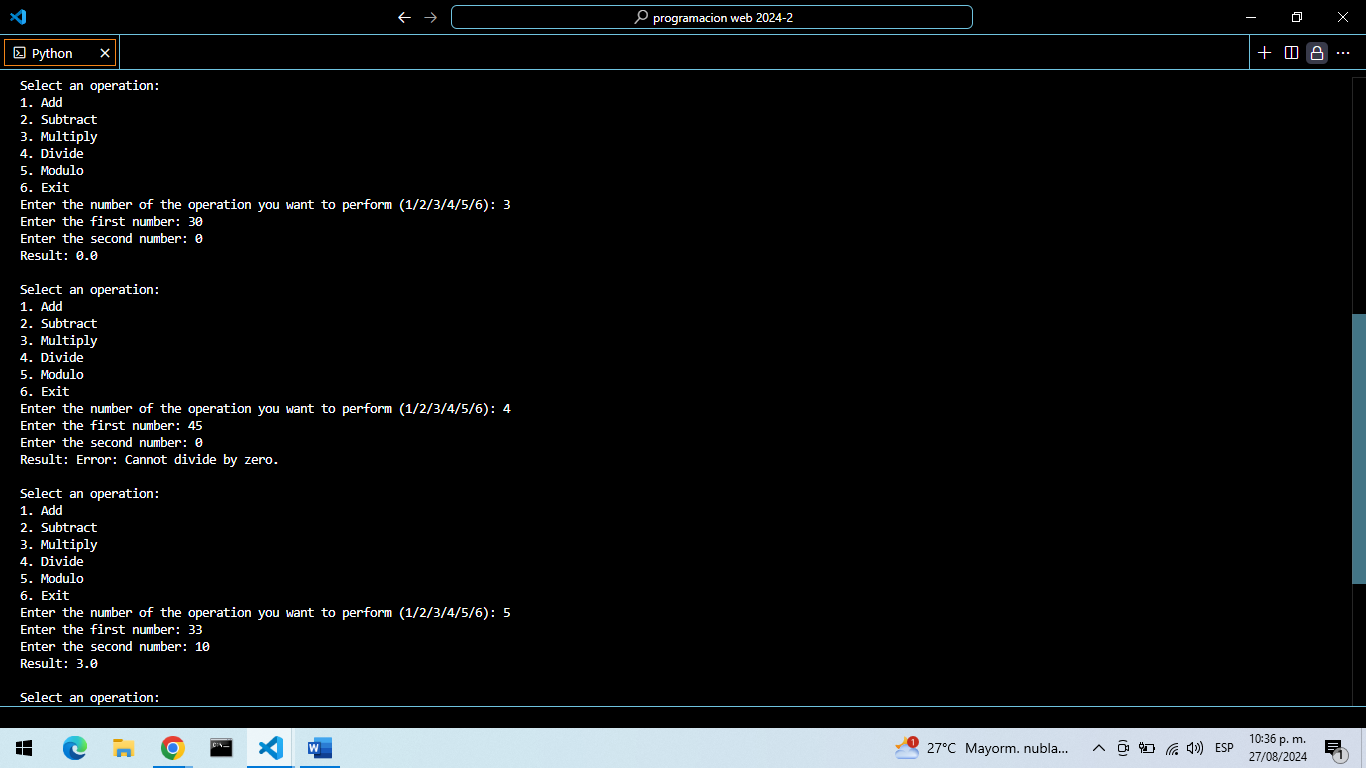 programacion web 2024-2
Python
Select an operation:
1. Add
2. Subtract
3. Multiply
4. Divide
5. Modulo
6. Exit
Enter the number of the operation you want to perform (1/2/3/4/5/6): 3
Enter the first number: 30
Enter the second number: 0
Result: 0.0
Select an operation:
1. Add
2. Subtract
3. Multiply
4. Divide
5. Modulo
6. Exit
Enter the number of the operation you want to perform (1/2/3/4/5/6): 4
Enter the first number: 45
Enter the second number: 0
Result: Error: Cannot divide by zero.
Select an operation:
1. Add
2. Subtract
3. Multiply
4. Divide
5. Modulo
6. Exit
Enter the number of the operation you want to perform (1/2/3/4/5/6): 5
Enter the first number: 33
Enter the second number: 10
Result: 3.0
Select an operation:
1 27°C Mayorm. nubla... ESP 10:36 p. m.
27/08/2024 1